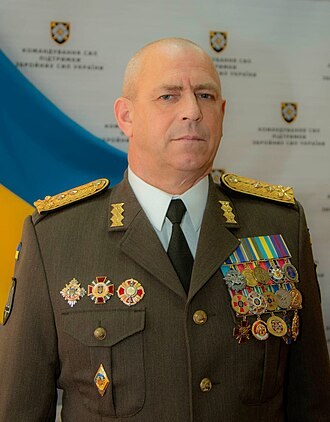 КОМАНДУВАННЯ СИЛ
ПІДТРИМКИ
ЗБРОЙНИХ СИЛ УКРАЇНИ
КОМАНДУВАННЯ СИЛ
ПІДТРИМКИ
ЗБРОЙНИХ СИЛ УКРАЇНИ